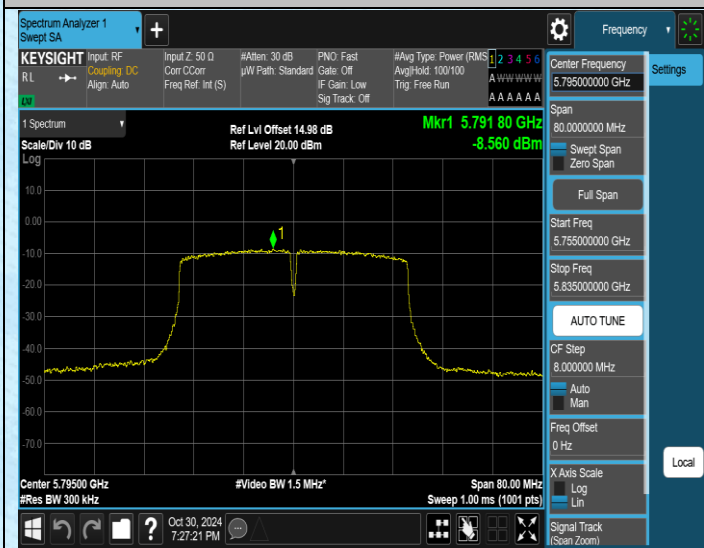 Spectrum Analyzer 1
Swept SA
Frequency
KEYSIGHT
RL
Input: RF
Coupling: DC
Align: Auto
Input Z: 50 Ω
Corr CCorr
Freq Ref: Int (S)
#Atten: 30 dB
µW Path: Standard
PNO: Fast
Gate: Off
IF Gain: Low
Sig Track: Off
#Avg Type: Power (RMS
Avg|Hold: 100/100
Trig: Free Run
1 2 3 4 5 6
A W W W W W
A A A A A A
1 Spectrum
Scale/Div 10 dB
Log
Ref Lvl Offset 14.98 dB
Ref Level 20.00 dBm
Mkr1 5.791 80 GHz
-8.560 dBm
10.0
0.00
-10.0
-20.0
-30.0
-40.0
-50.0
-60.0
-70.0
1
Center 5.79500 GHz
#Res BW 300 kHz
#Video BW 1.5 MHz*
Span 80.00 MHz
Sweep 1.00 ms (1001 pts)
Center Frequency
5.795000000 GHz
Settings
Span
80.0000000 MHz
Swept Span
Zero Span
Full Span
Start Freq
5.755000000 GHz
Stop Freq
5.835000000 GHz
AUTO TUNE
CF Step
8.000000 MHz
Auto
Man
Freq Offset
0 Hz
X Axis Scale
Log
Lin
Signal Track
(Span Zoom)
Local
Oct 30, 2024
7:27:21 PM